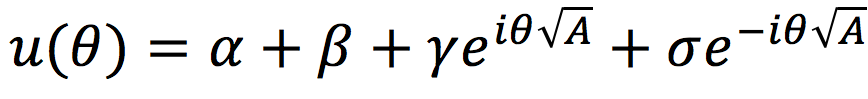 u(θ) = α + β + γe^{iθ√A} + σe^{−iθ√A}